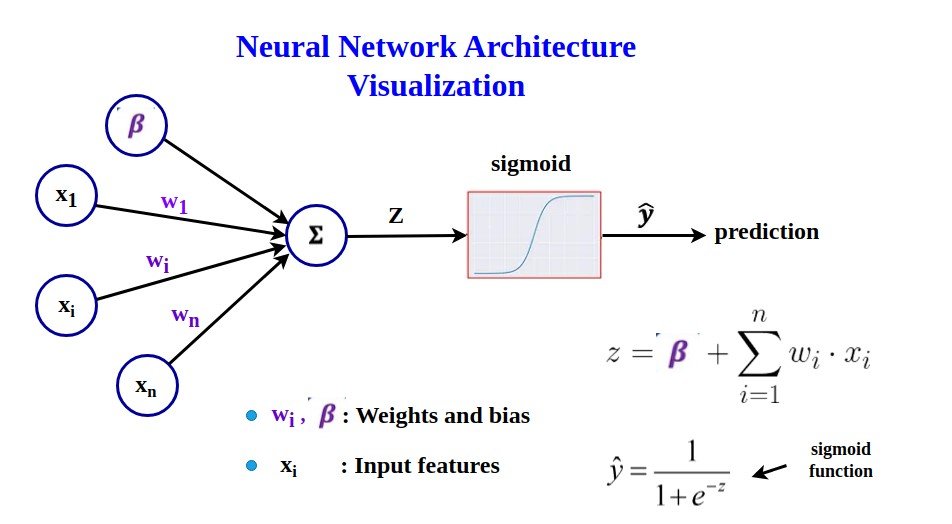 Neural Network Architecture
Visualization
β
x1
w1
wi
xi
wn
xn
Σ
Z
sigmoid
ŷ
prediction
z = β + ∑ i=1 n wi · xi
wi , β : Weights and bias
xi : Input features
ŷ = 1 / 1+e^-z
sigmoid
function